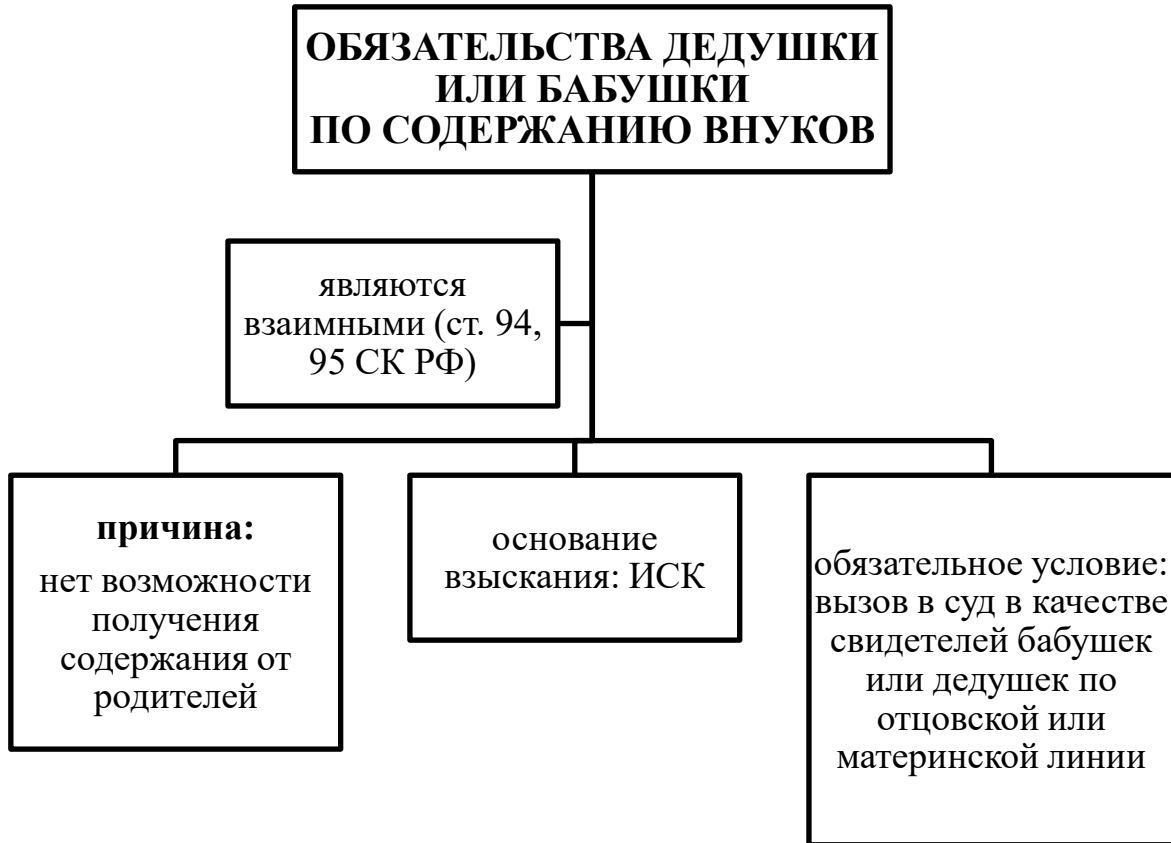 ОБЯЗАТЕЛЬСТВА ДЕДУШКИ
ИЛИ БАБУШКИ
ПО СОДЕРЖАНИЮ ВНУКОВ
являются
взаимными (ст. 94,
95 СК РФ)
причина:
нет возможности
получения
содержания от
родителей
основание
взыскания: ИСК
обязательное условие:
вызов в суд в качестве
свидетелей бабушек
или дедушек по
отцовской или
материнской линии